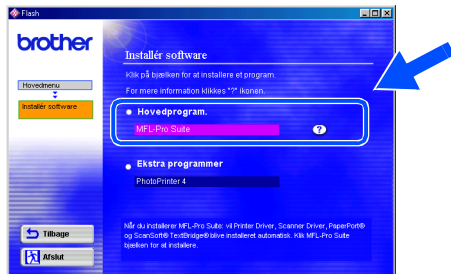 Flash
brother
Hovedmenu
Installér software
Installér software
Klik på bjælken for at installere et program.
For mere information klikkes "?" ikonen.
Hovedprogram.
MFL-Pro Suite
?
Ekstra programmer
PhotoPrinter 4
Når du installerer MFL-Pro Suite: vil Printer Driver, Scanner Driver, PaperPort®
og ScanSoft® TextBridge® blive installeret automatisk. Klik MFL-Pro Suite
bjælken for at installere.
Tilbage
Afslut